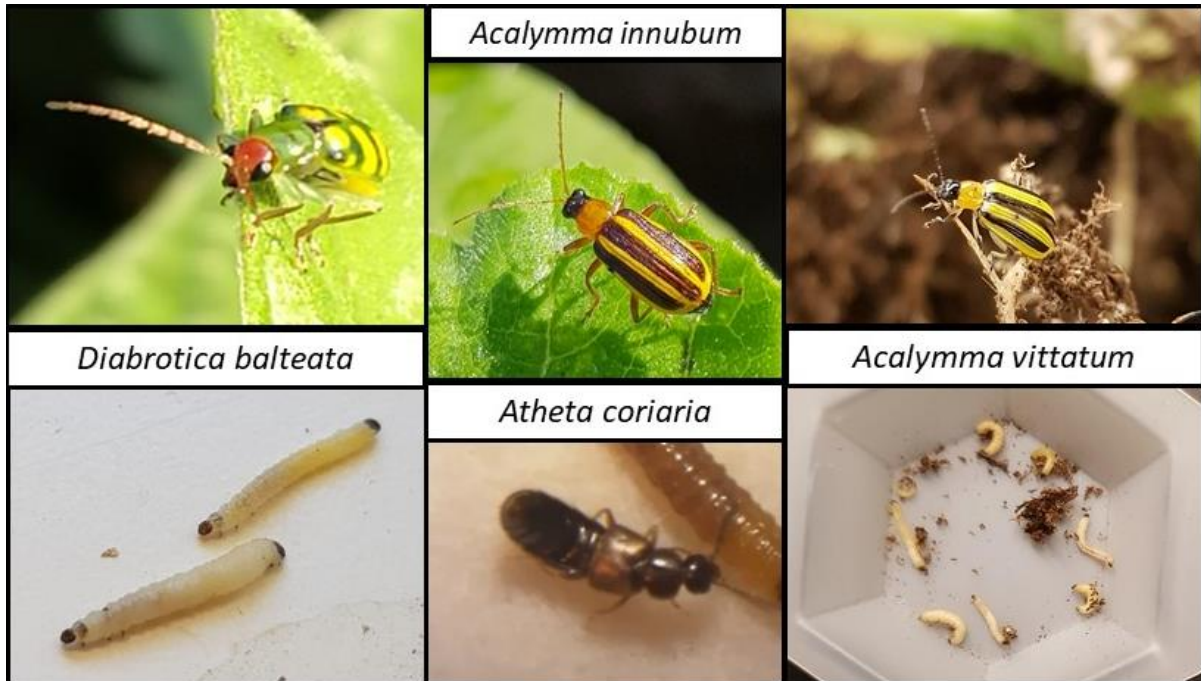 Acalymma innubum
Diabrotica balteata
Acalymma vittatum
Atheta coriaria